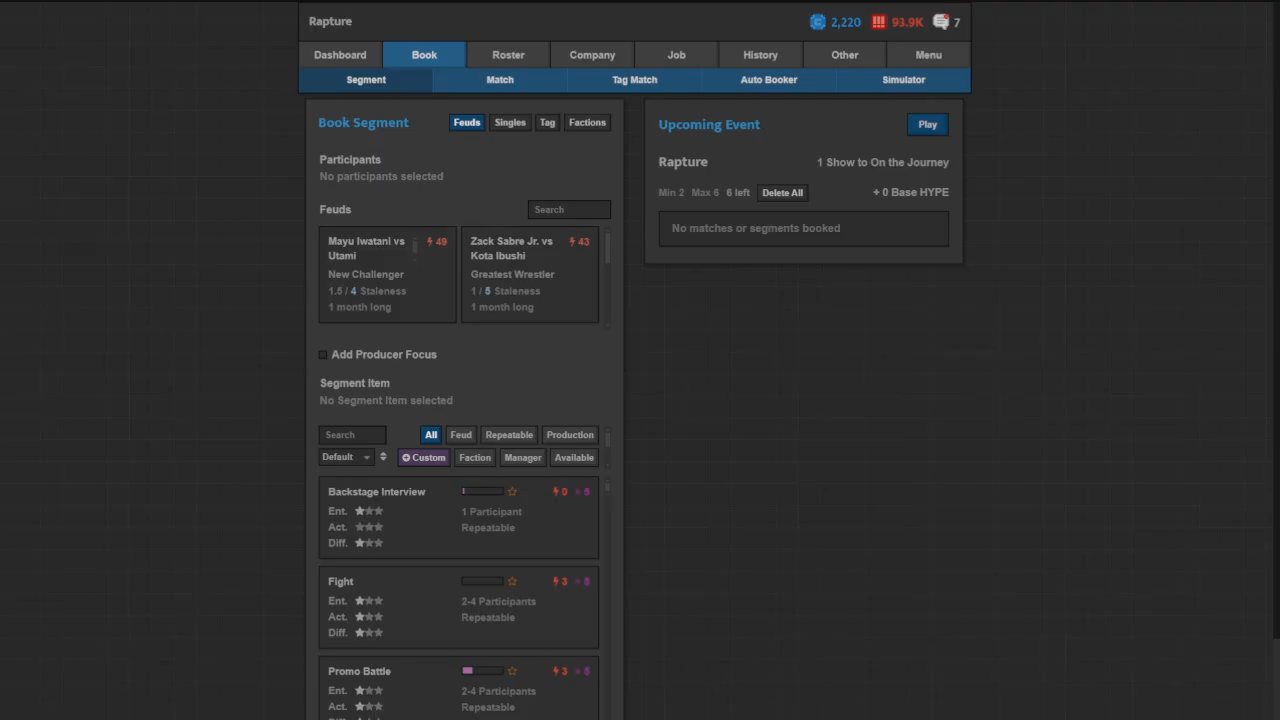 Rapture 2,220 93.9K 7
Dashboard Book Roster Company Job History Other Menu
Segment Match Tag Match Auto Booker Simulator
Book Segment Feuds Singles Tag Factions
Participants
No participants selected
Feuds Search
Mayu Iwatani vs Utami 49
New Challenger
1.5 / 4 Staleness
1 month long
Zack Sabre Jr. vs Kota Ibushi 43
Greatest Wrestler
1 / 5 Staleness
1 month long
Add Producer Focus
Segment Item
No Segment Item selected
Search All Feud Repeatable Production
Default Custom Faction Manager Available
Backstage Interview 0 5
Ent. 1 Participant
Act. Repeatable
Diff.
Fight 3
Ent. 2-4 Participants
Act. Repeatable
Diff.
Promo Battle 3 5
Ent. 2-4 Participants
Act. Repeatable
Upcoming Event Play
Rapture 1 Show to On the Journey
Min 2 Max 6 6 left Delete All + 0 Base HYPE
No matches or segments booked